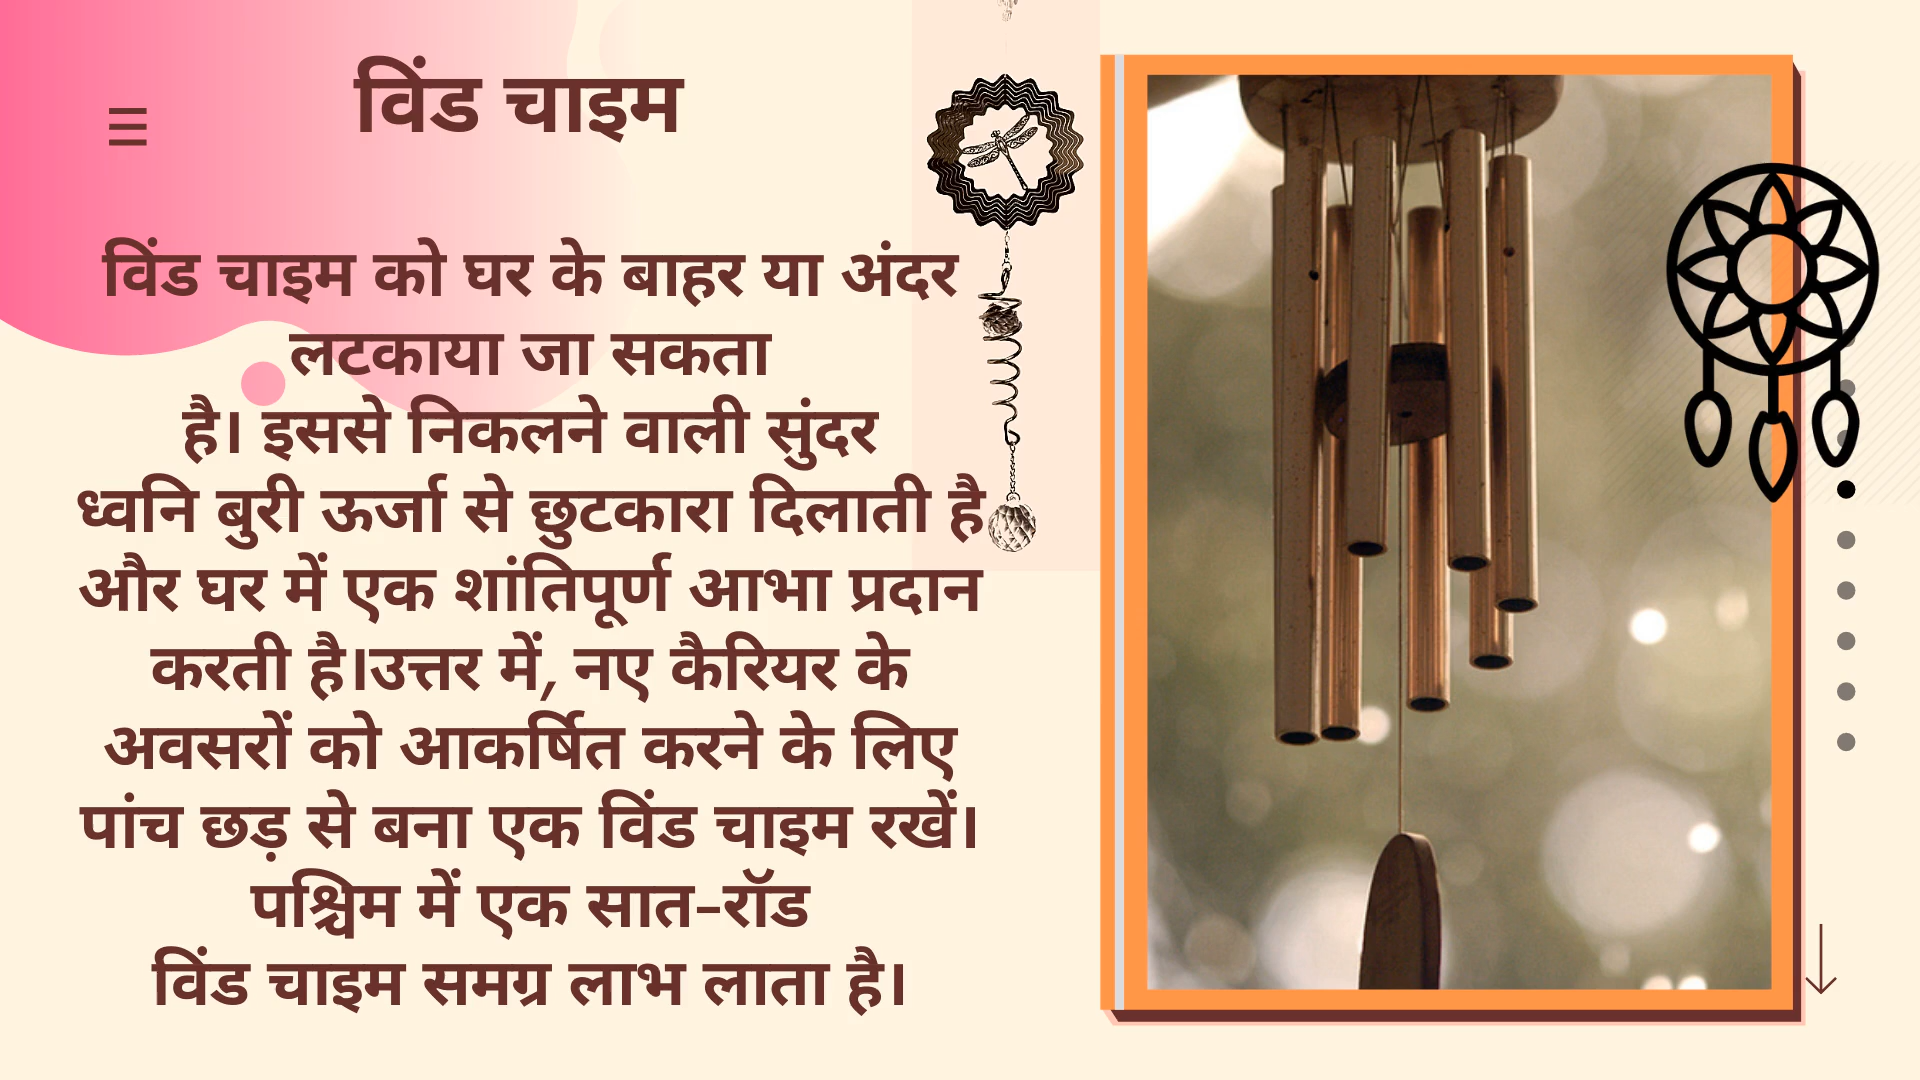 विंड चाइम
विंड चाइम को घर के बाहर या अंदर
लटकाया जा सकता
है। इससे निकलने वाली सुंदर
ध्वनि बुरी ऊर्जा से छुटकारा दिलाती है
और घर में एक शांतिपूर्ण आभा प्रदान
करती है।उत्तर में, नए कैरियर के
अवसरों को आकर्षित करने के लिए
पांच छड़ से बना एक विंड चाइम रखें।
पश्चिम में एक सात-रॉड
विंड चाइम समग्र लाभ लाता है।